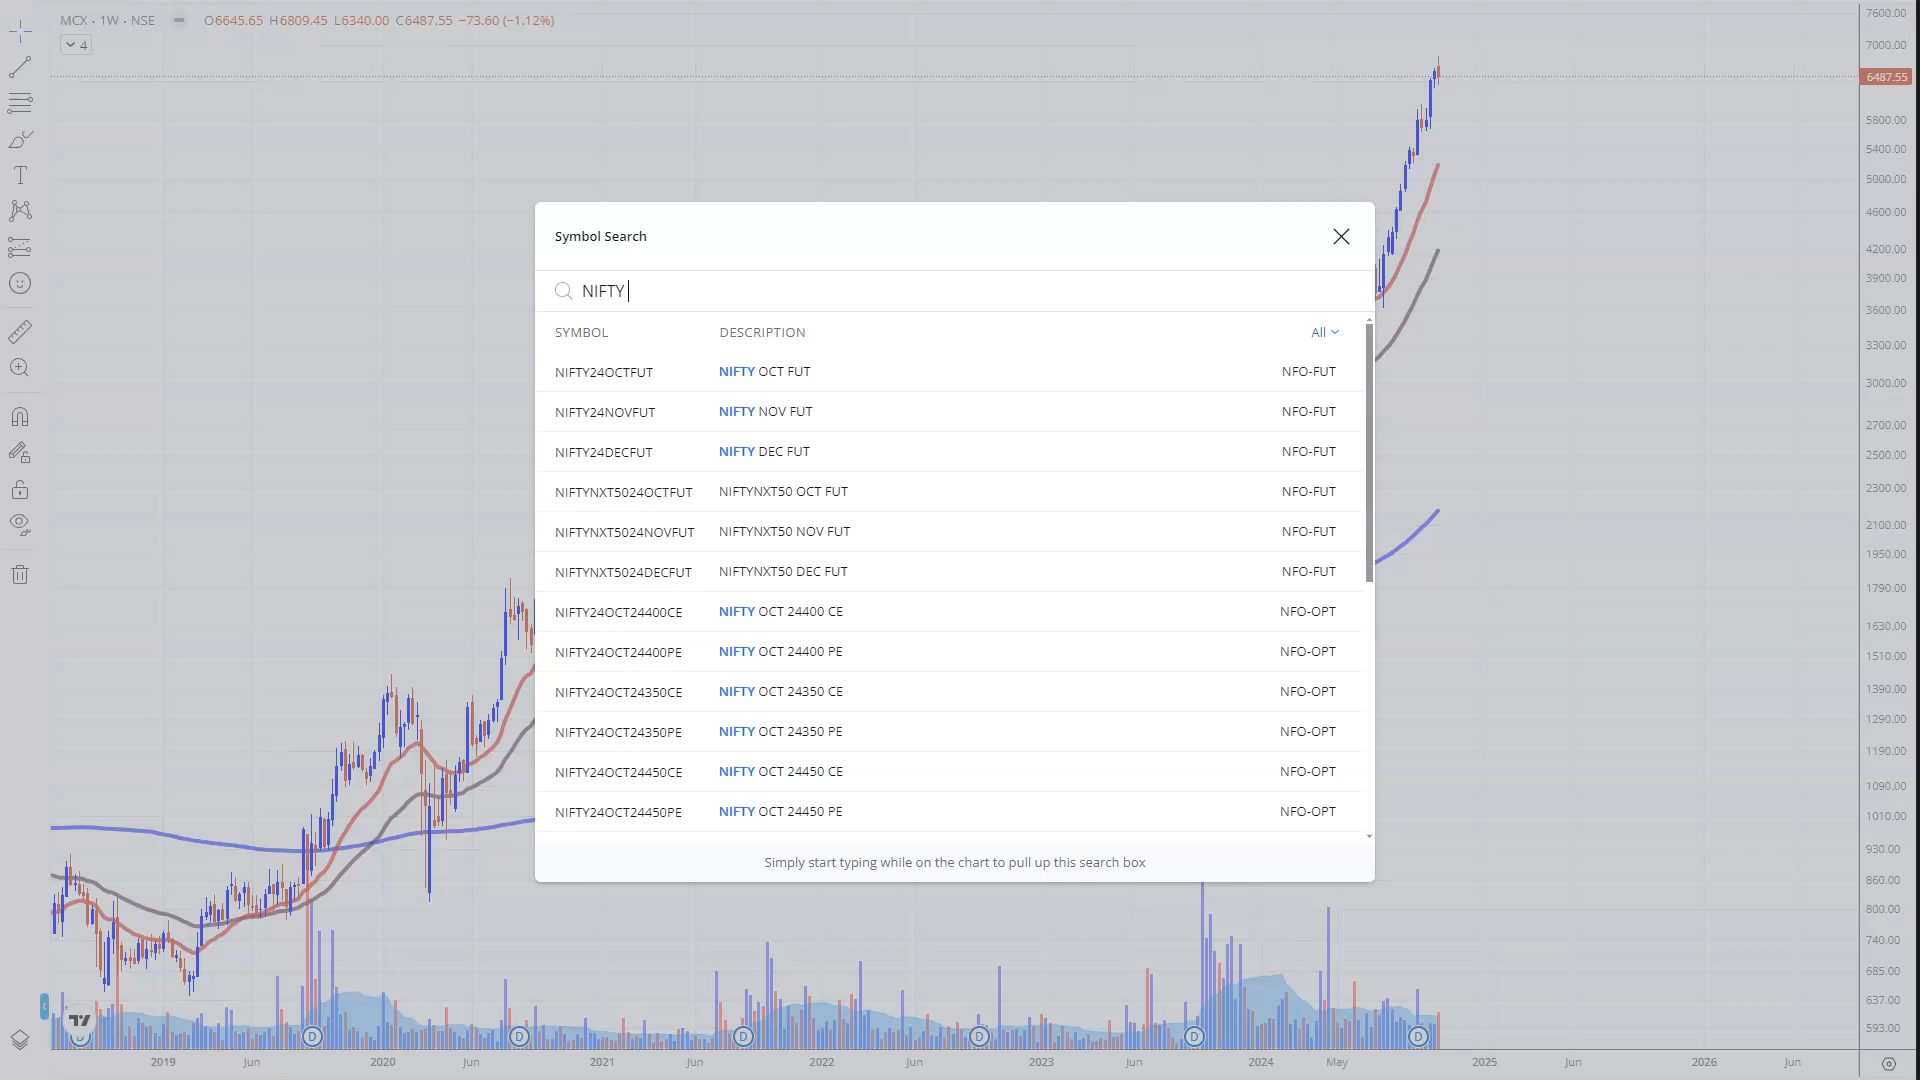 MCX · 1W · NSE O6645.65 H6809.45 L6340.00 C6487.55 −73.60 (−1.12%)
4
7600.00
7000.00
6487.55
5800.00
5400.00
5000.00
4600.00
4200.00
3900.00
3600.00
3300.00
3000.00
2700.00
2500.00
2300.00
2100.00
1950.00
1790.00
1630.00
1510.00
1390.00
1290.00
1190.00
1090.00
1010.00
930.00
860.00
800.00
740.00
685.00
637.00
593.00
Symbol Search
NIFTY
SYMBOL DESCRIPTION All
NIFTY24OCTFUT NIFTY OCT FUT NFO-FUT
NIFTY24NOVFUT NIFTY NOV FUT NFO-FUT
NIFTY24DECFUT NIFTY DEC FUT NFO-FUT
NIFTYNXT5024OCTFUT NIFTYNXT50 OCT FUT NFO-FUT
NIFTYNXT5024NOVFUT NIFTYNXT50 NOV FUT NFO-FUT
NIFTYNXT5024DECFUT NIFTYNXT50 DEC FUT NFO-FUT
NIFTY24OCT24400CE NIFTY OCT 24400 CE NFO-OPT
NIFTY24OCT24400PE NIFTY OCT 24400 PE NFO-OPT
NIFTY24OCT24350CE NIFTY OCT 24350 CE NFO-OPT
NIFTY24OCT24350PE NIFTY OCT 24350 PE NFO-OPT
NIFTY24OCT24450CE NIFTY OCT 24450 CE NFO-OPT
NIFTY24OCT24450PE NIFTY OCT 24450 PE NFO-OPT
Simply start typing while on the chart to pull up this search box
D D D D D D
2019 Jun 2020 Jun 2021 Jun 2022 Jun 2023 Jun 2024 May 2025 Jun 2026 Jun